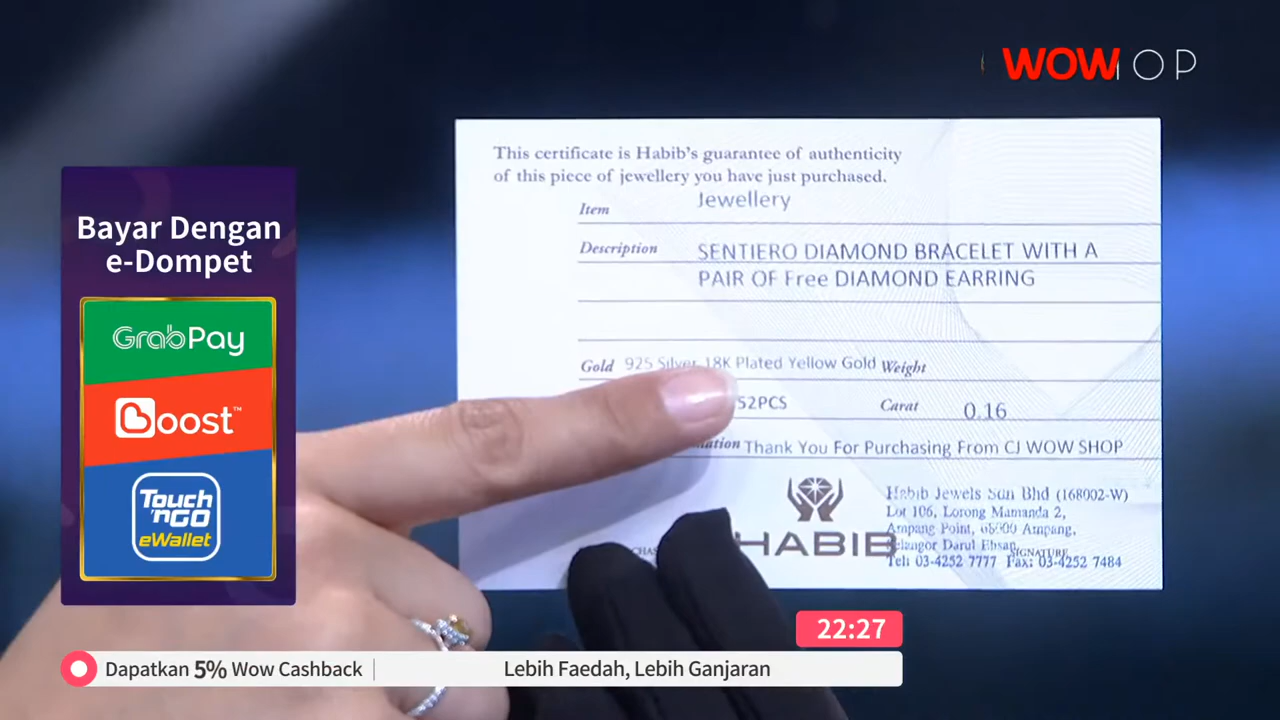 WOW OP
This certificate is Habib's guarantee of authenticity
of this piece of jewellery you have just purchased.
Item Jewellery
Description SENTIERO DIAMOND BRACELET WITH A
PAIR OF Free DIAMOND EARRING
Gold 925 Silver 18K Plated Yellow Gold Weight
52PCS Carat 0.16
Thank You For Purchasing From CJ WOW SHOP
HABIB
Habib Jewels Sdn Bhd (168002-W)
Lot 106, Lorong Mamanda 2,
Ampang Point, 68000 Ampang,
Selangor Darul Ehsan.
SIGNATURE
Tel: 03-4252 7777 Fax: 03-4252 7484
Bayar Dengan
e-Dompet
GrabPay
Boost™
Touch
'nGO
eWallet
22:27
Dapatkan 5% Wow Cashback
Lebih Faedah, Lebih Ganjaran